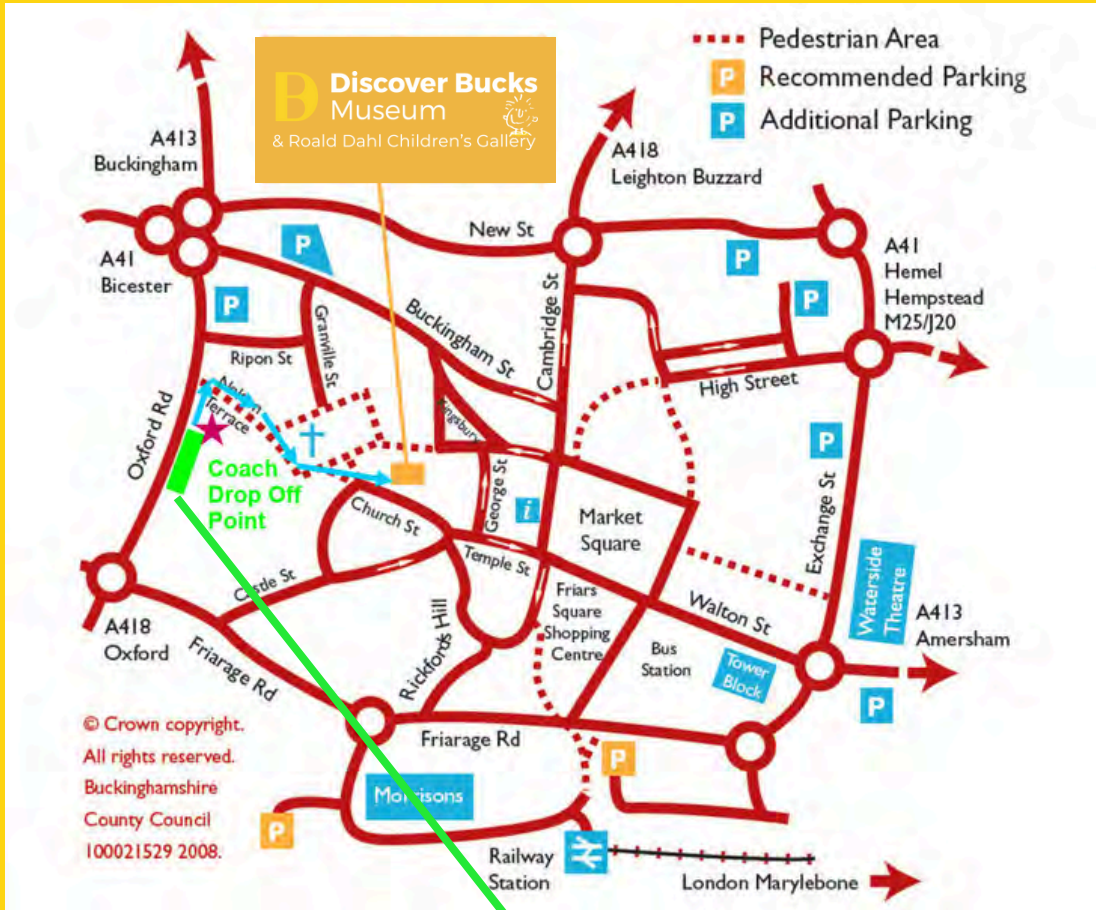 Pedestrian Area
P Recommended Parking
P Additional Parking
B Discover Bucks
Museum
& Roald Dahl Children's Gallery
A413
Buckingham
A418
Leighton Buzzard
New St
P
P
A41
Bicester
A41
Hemel
Hempstead
M25/J20
P
P
Granville St
Buckingham St
Cambridge St
Ripon St
High Street
Nelson
Terrace
Kingsbury
Oxford Rd
P
Coach
Drop Off
Point
Church St
George St
i
Market
Square
Exchange St
Temple St
Castle St
Friars
Square
Shopping
Centre
Walton St
Waterside
Theatre
A413
Amersham
A418
Oxford
Rickfords Hill
Bus
Station
Tower
Block
P
Friarage Rd
© Crown copyright.
All rights reserved.
Buckinghamshire
County Council
100021529 2008.
Friarage Rd
P
Morrisons
P
Railway
Station
London Marylebone